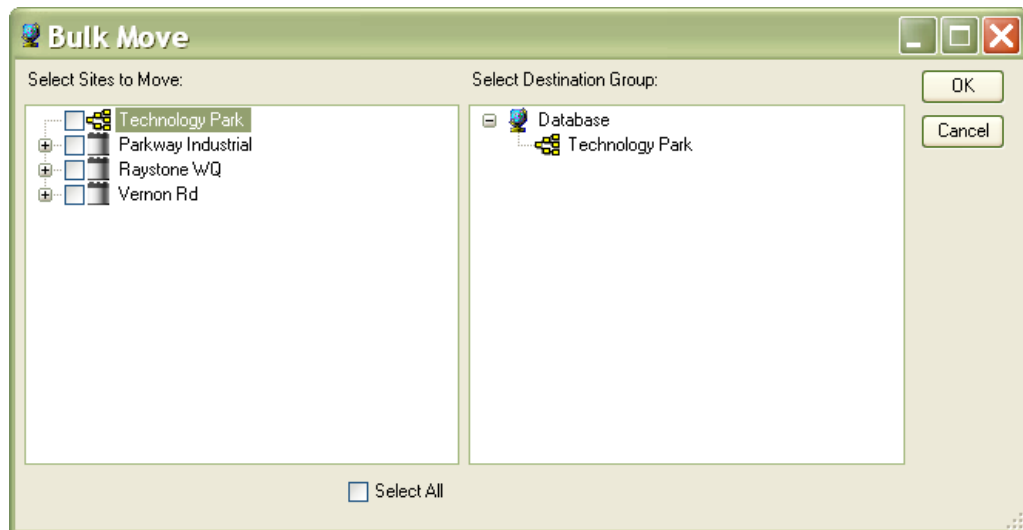 Bulk Move
Select Sites to Move:
Select Destination Group:
OK
Cancel
Technology Park
Parkway Industrial
Raystone WQ
Vernon Rd
Database
Technology Park
Select All